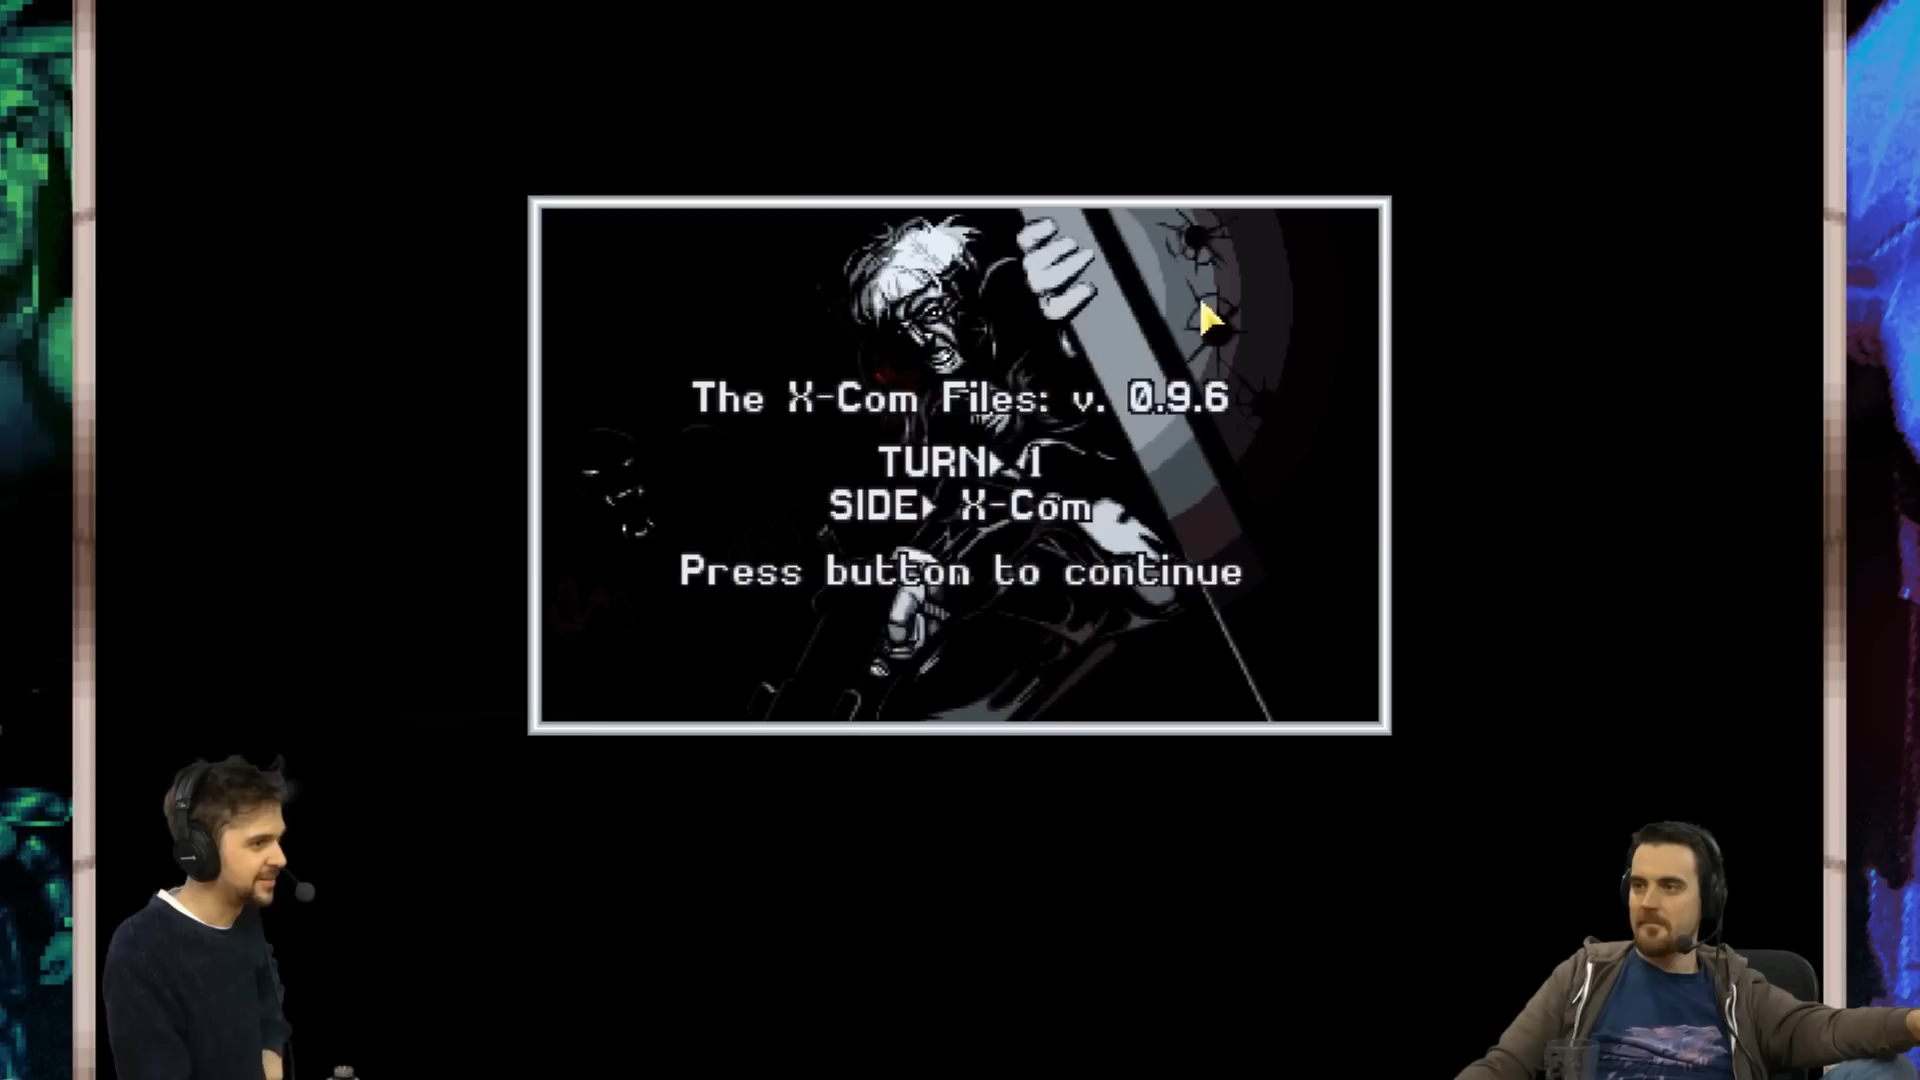 The X-Com Files: v. 0.9.6
TURN▸ 1
SIDE▸ X-Com
Press button to continue